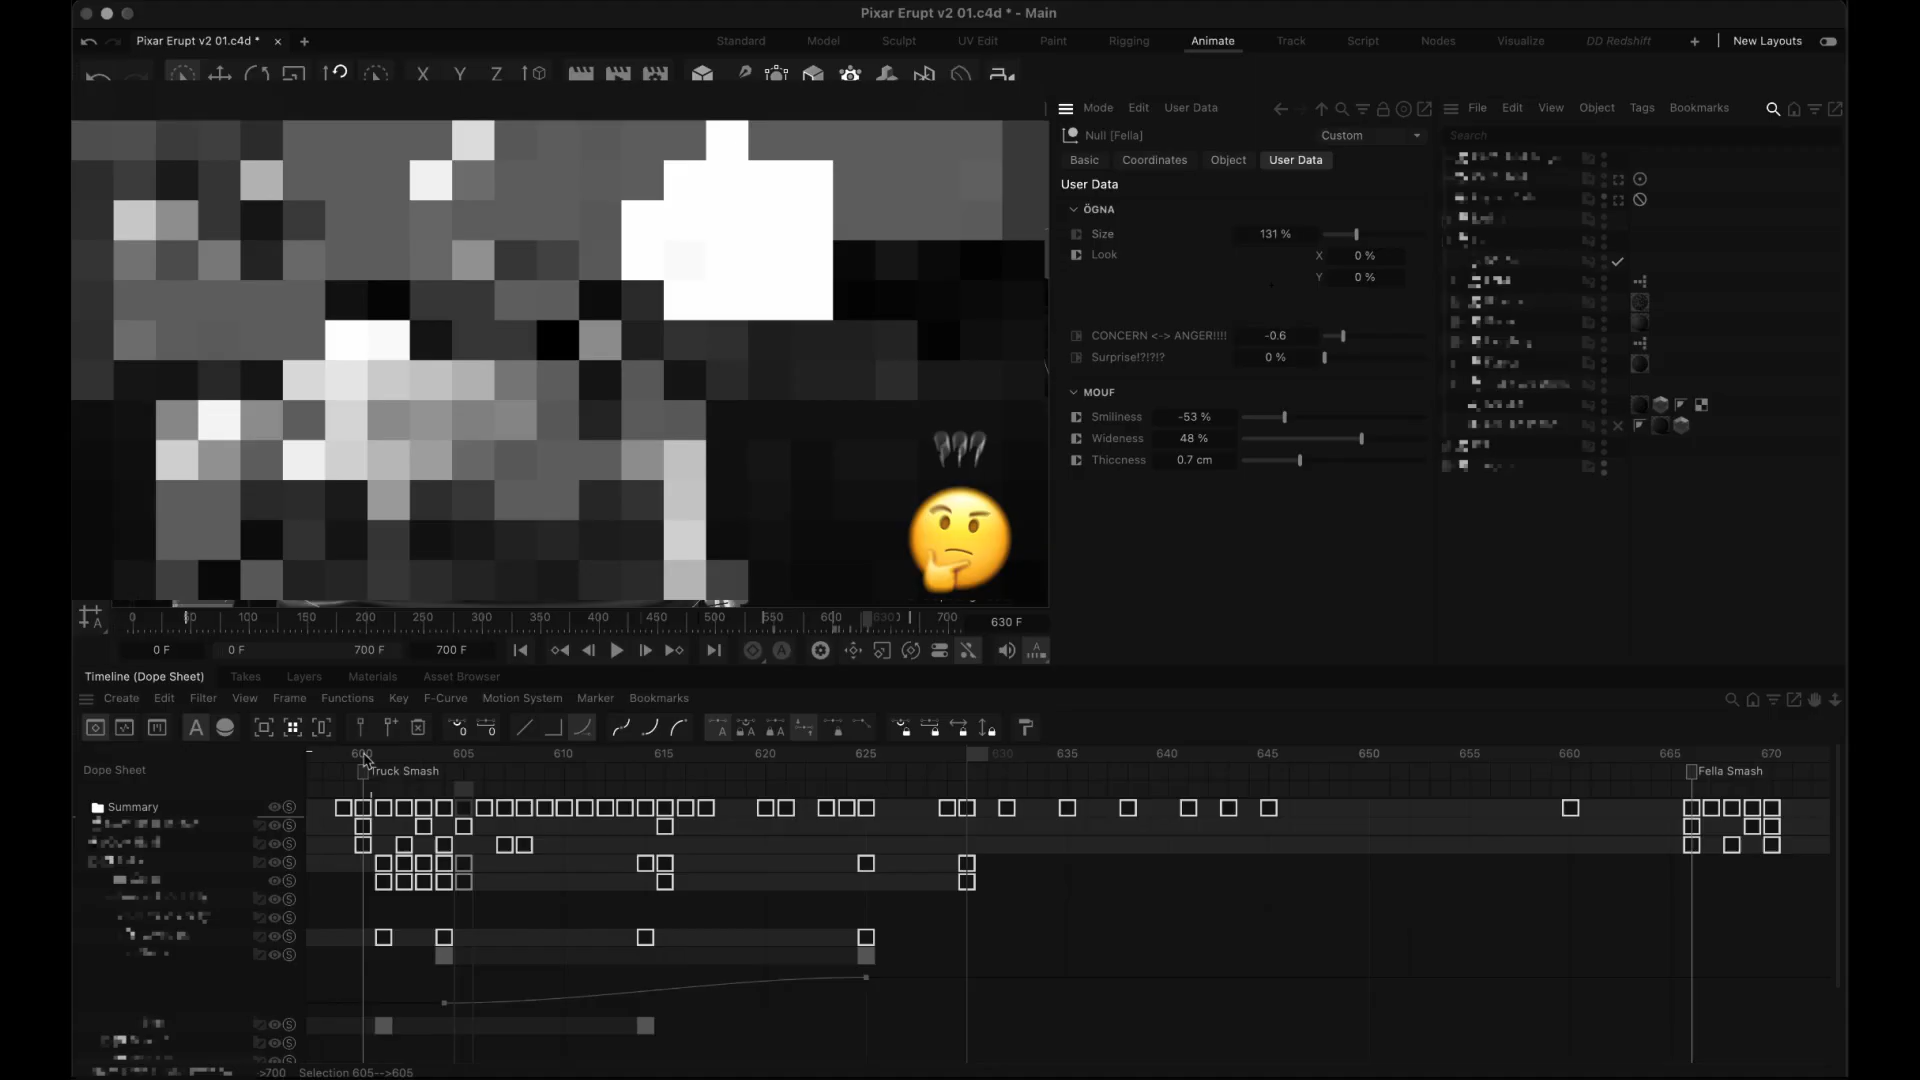 Pixar Erupt v2 01.c4d * - Main
Pixar Erupt v2 01.c4d * × +
Standard Model Sculpt UV Edit Paint Rigging Animate Track Script Nodes Visualize DD Redshift + New Layouts
X Y Z
Mode Edit User Data
File Edit View Object Tags Bookmarks
Null [Fella] Custom
Search
Basic Coordinates Object User Data
User Data
ÖGNA
Size 131 %
Look X 0 %
Y 0 %
CONCERN <-> ANGER!!!! -0.6
Surprise!?!?!? 0 %
MOUF
Smiliness -53 %
Wideness 48 %
Thiccness 0.7 cm
0 50 100 150 200 250 300 350 400 450 500 550 600 630 700 630 F
0 F 0 F 700 F 700 F
Timeline (Dope Sheet) Takes Layers Materials Asset Browser
Create Edit Filter View Frame Functions Key F-Curve Motion System Marker Bookmarks
600 605 610 615 620 625 630 635 640 645 650 655 660 665 670
Dope Sheet Truck Smash Fella Smash
Summary
->700 Selection 605-->605